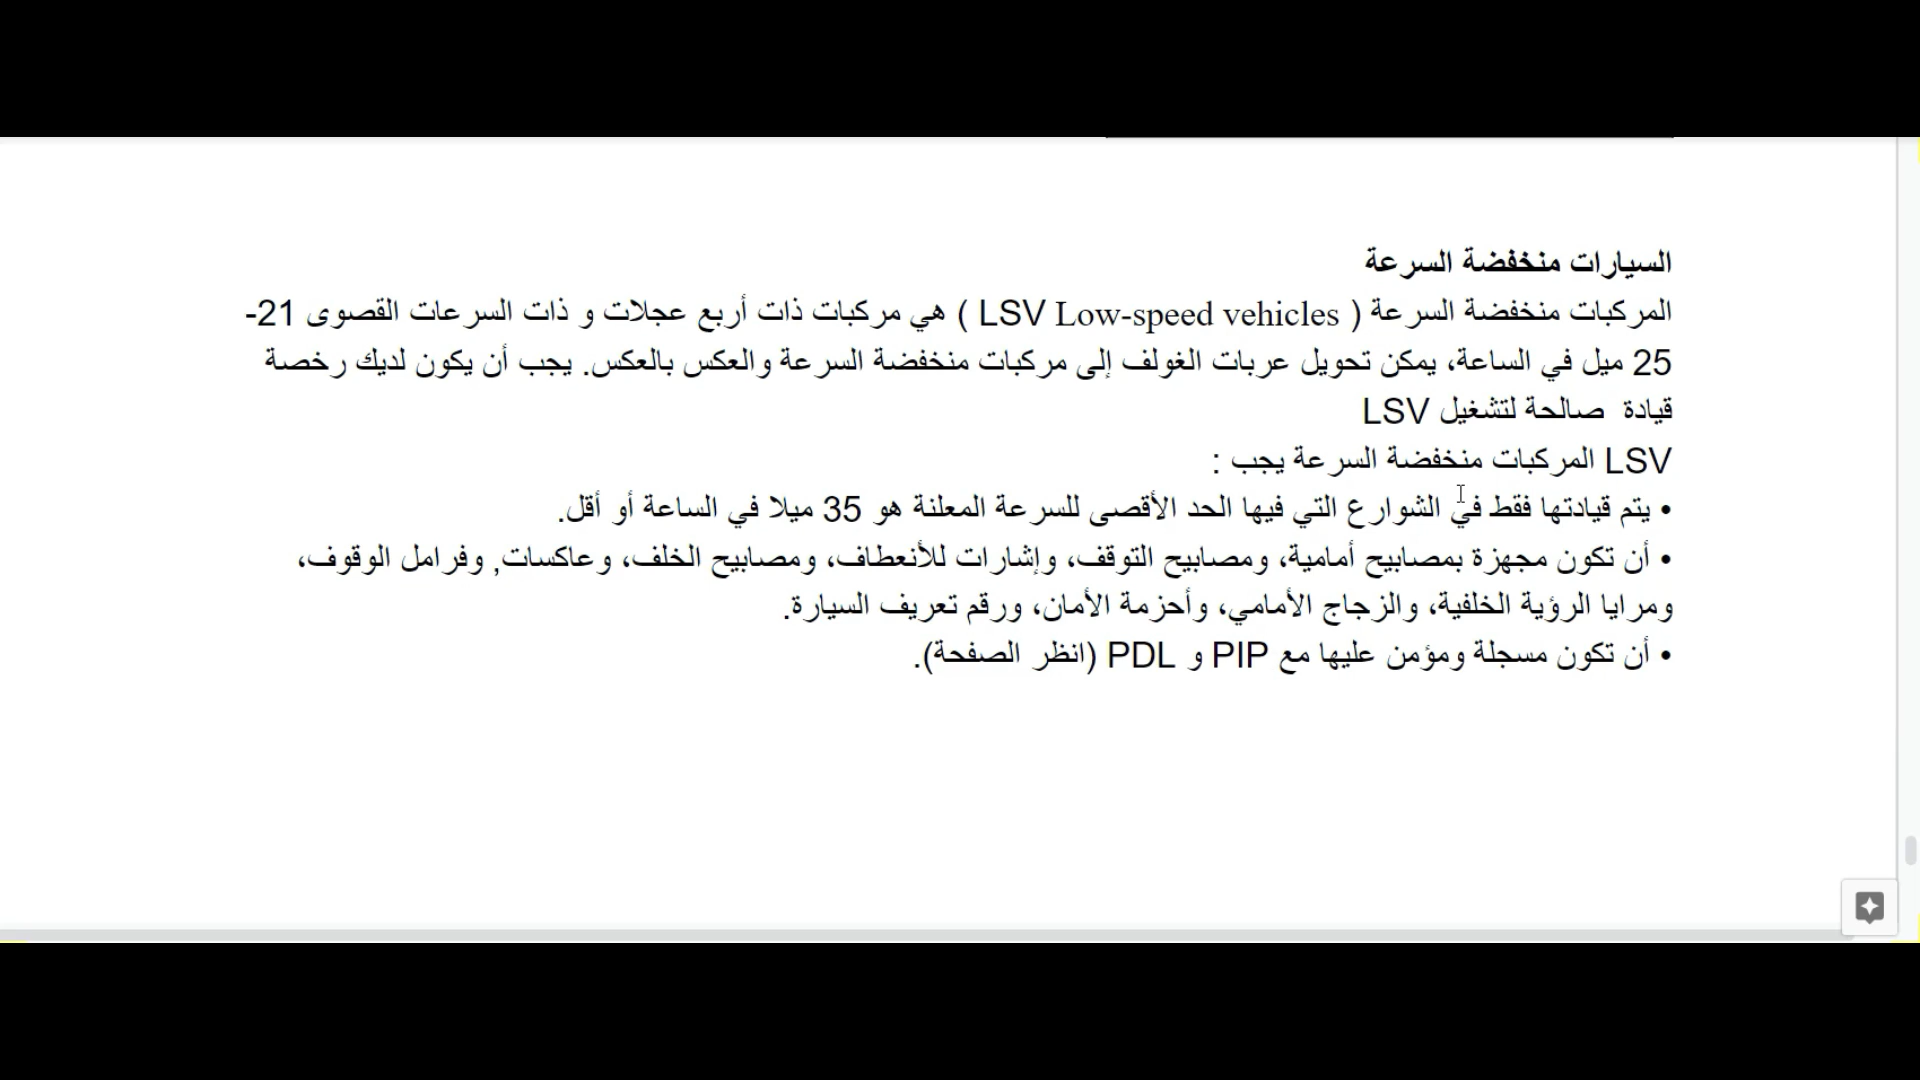 السيارات منخفضة السرعة
المركبات منخفضة السرعة ( LSV Low-speed vehicles ) هي مركبات ذات أربع عجلات و ذات السرعات القصوى 21-
25 ميل في الساعة، يمكن تحويل عربات الغولف إلى مركبات منخفضة السرعة والعكس بالعكس. يجب أن يكون لديك رخصة
قيادة صالحة لتشغيل LSV
LSV المركبات منخفضة السرعة يجب :
• يتم قيادتها فقط في الشوارع التي فيها الحد الأقصى للسرعة المعلنة هو 35 ميلا في الساعة أو أقل.
• أن تكون مجهزة بمصابيح أمامية، ومصابيح التوقف، وإشارات للأنعطاف، ومصابيح الخلف، وعاكسات, وفرامل الوقوف،
ومرايا الرؤية الخلفية، والزجاج الأمامي، وأحزمة الأمان، ورقم تعريف السيارة.
• أن تكون مسجلة ومؤمن عليها مع PIP و PDL (انظر الصفحة).